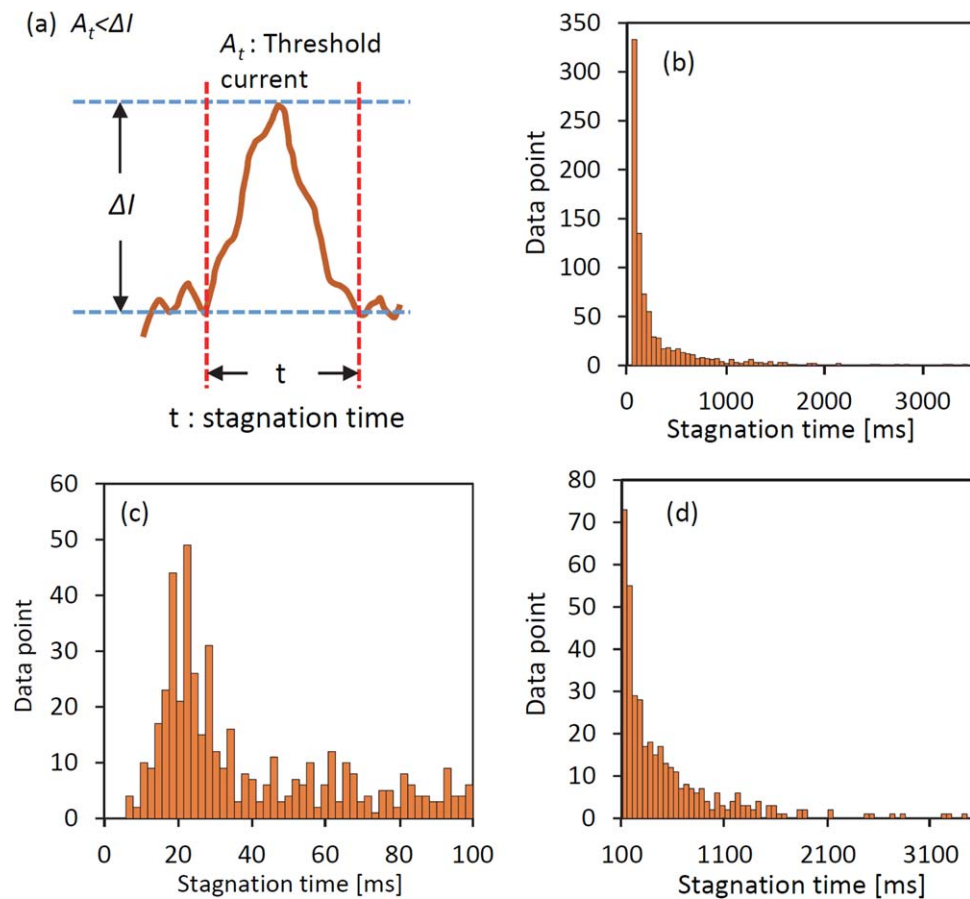 (a) A_t<ΔI
A_t : Threshold
current
ΔI
t
t : stagnation time
(b)
Data point
350
300
250
200
150
100
50
0
0 1000 2000 3000
Stagnation time [ms]
(c)
Data point
60
50
40
30
20
10
0
0 20 40 60 80 100
Stagnation time [ms]
(d)
Data point
80
70
60
50
40
30
20
10
0
100 1100 2100 3100
Stagnation time [ms]